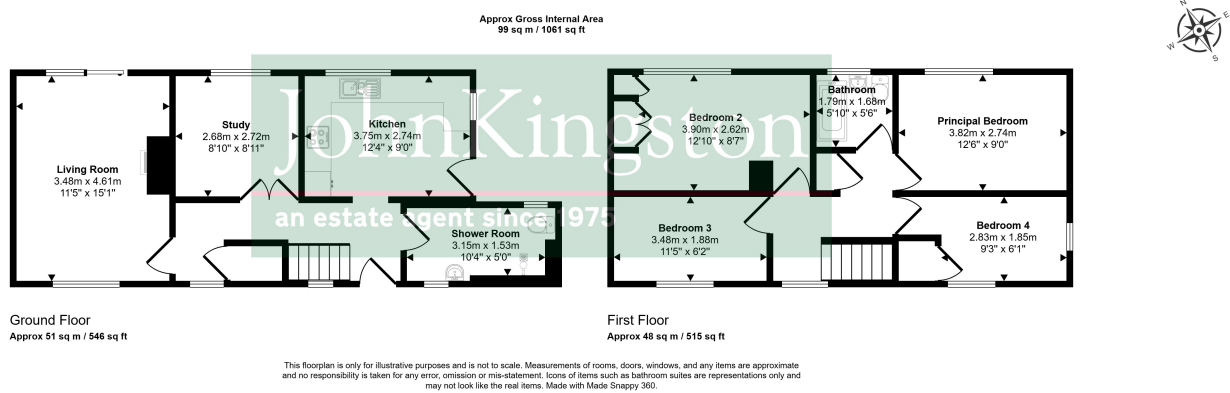 Approx Gross Internal Area
99 sq m / 1061 sq ft
N
E
S
W
JohnKingston
an estate agent since 1975
Living Room
3.48m x 4.61m
11'5" x 15'1"
Study
2.68m x 2.72m
8'10" x 8'11"
Kitchen
3.75m x 2.74m
12'4" x 9'0"
Shower Room
3.15m x 1.53m
10'4" x 5'0"
Bedroom 2
3.90m x 2.62m
12'10" x 8'7"
Bathroom
1.79m x 1.68m
5'10" x 5'6"
Principal Bedroom
3.82m x 2.74m
12'6" x 9'0"
Bedroom 3
3.48m x 1.88m
11'5" x 6'2"
Bedroom 4
2.83m x 1.85m
9'3" x 6'1"
Ground Floor
Approx 51 sq m / 546 sq ft
First Floor
Approx 48 sq m / 515 sq ft
This floorplan is only for illustrative purposes and is not to scale. Measurements of rooms, doors, windows, and any items are approximate
and no responsibility is taken for any error, omission or mis-statement. Icons of items such as bathroom suites are representations only and
may not look like the real items. Made with Made Snappy 360.